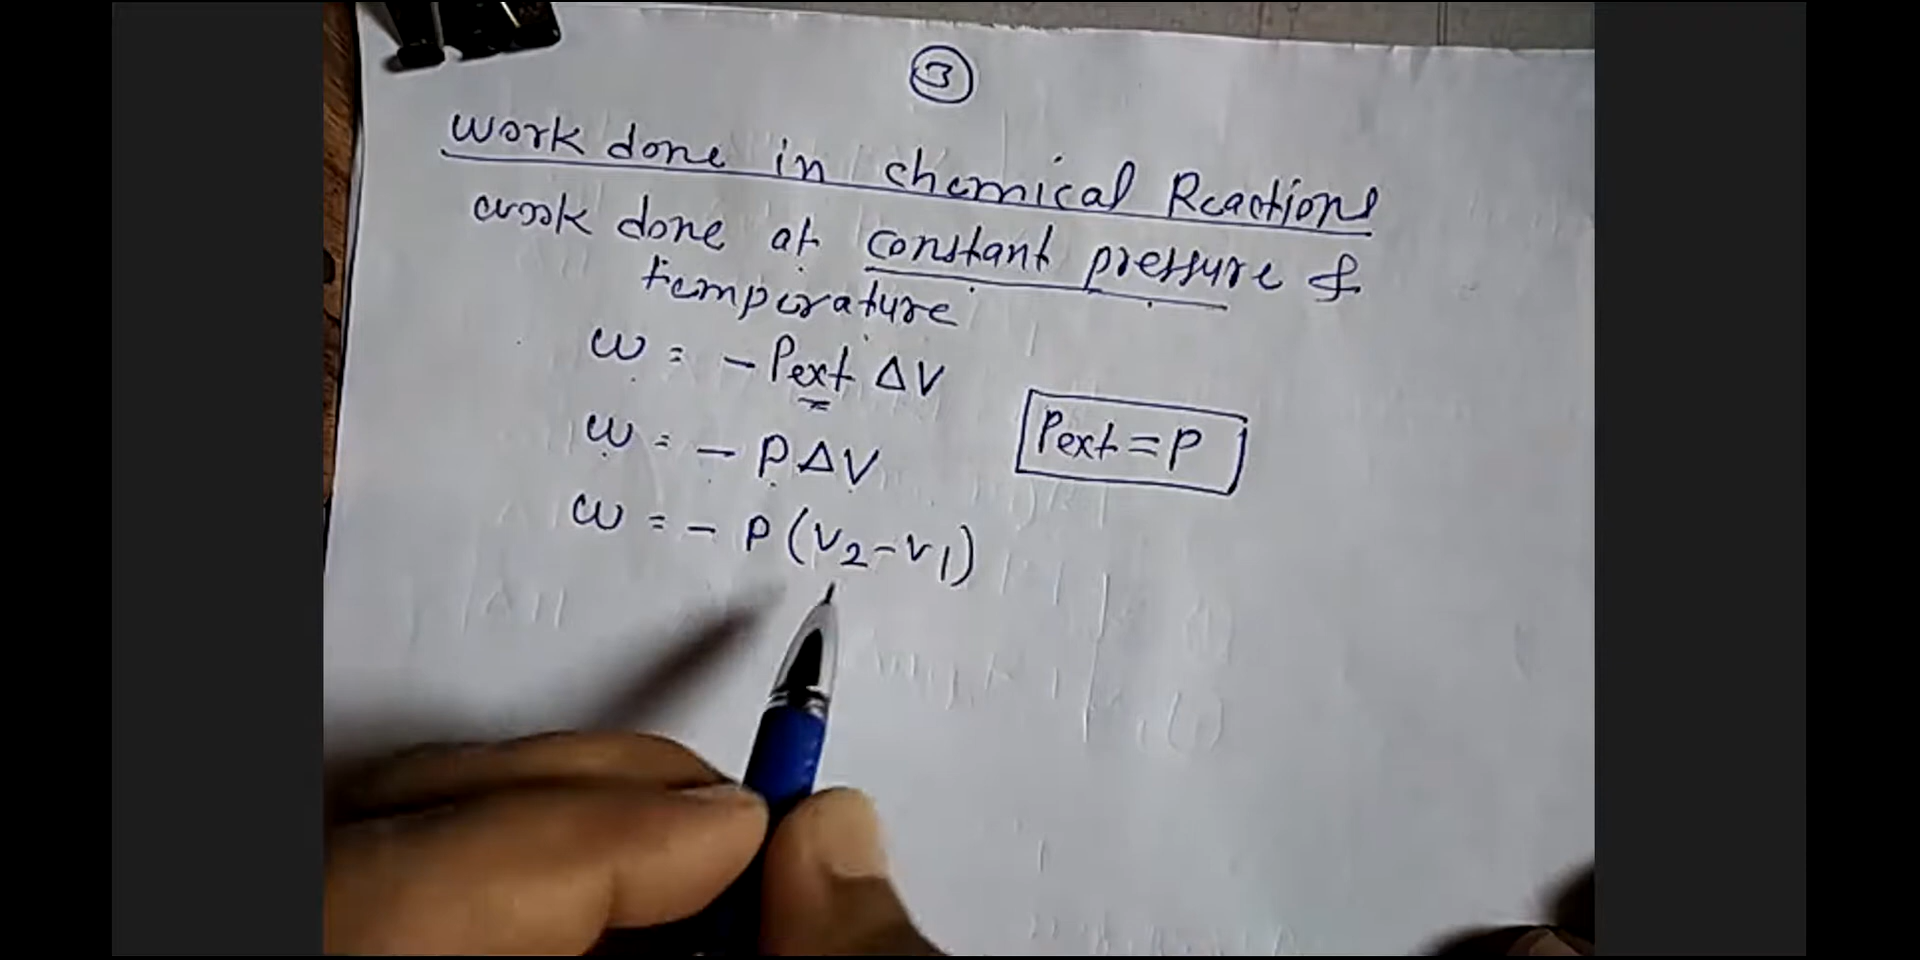 3
work done in chemical Reactions
work done at constant pressure &
temperature
w = - Pext ΔV
w = - PΔV
Pext = P
w = - P (V2 - V1)